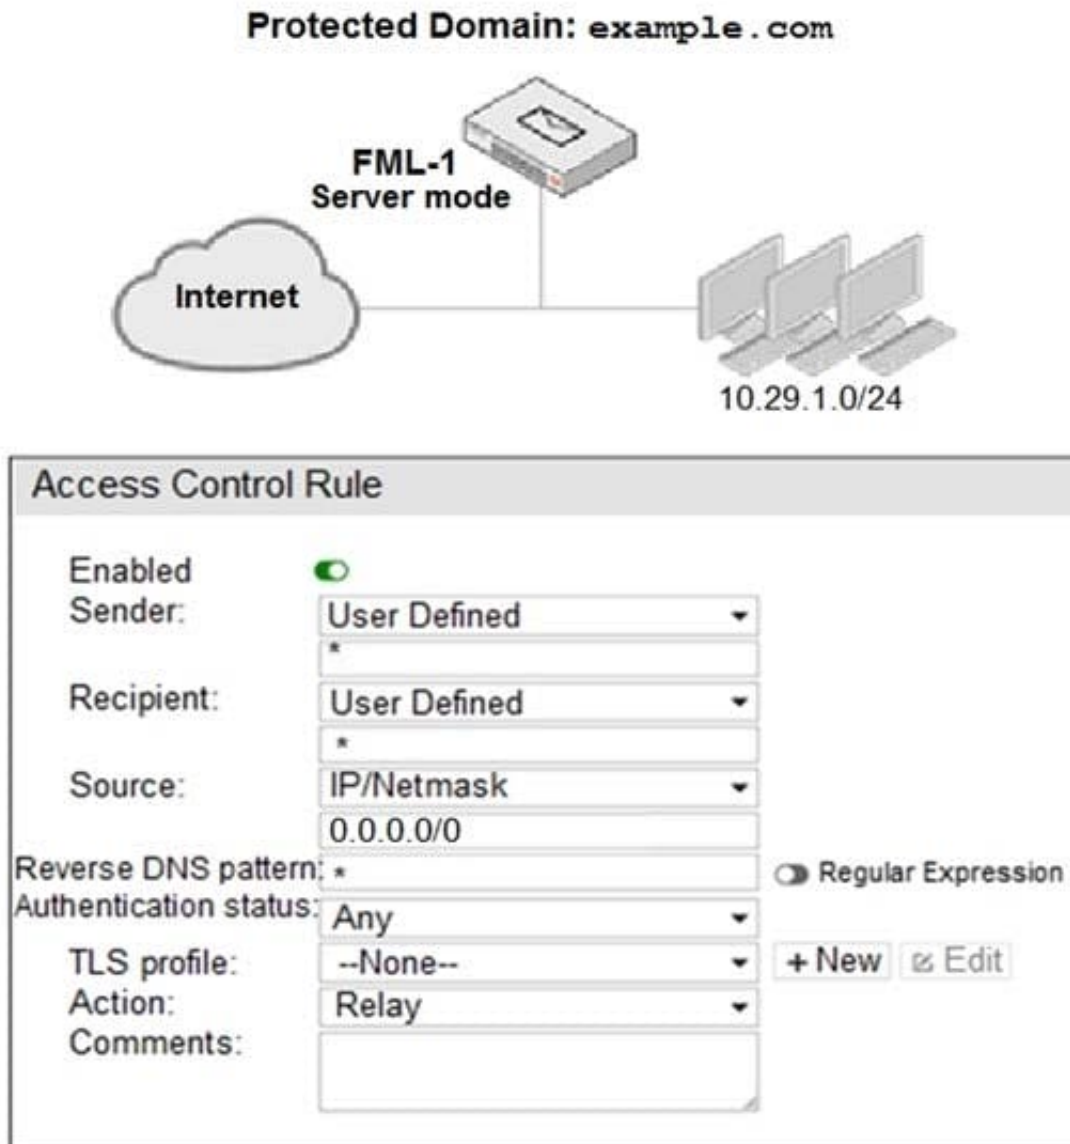 Protected Domain: example.com
FML-1
Server mode
Internet
10.29.1.0/24
Access Control Rule
Enabled
Sender: User Defined
*
Recipient: User Defined
*
Source: IP/Netmask
0.0.0.0/0
Reverse DNS pattern: * Regular Expression
Authentication status: Any
TLS profile: --None-- + New Edit
Action: Relay
Comments: